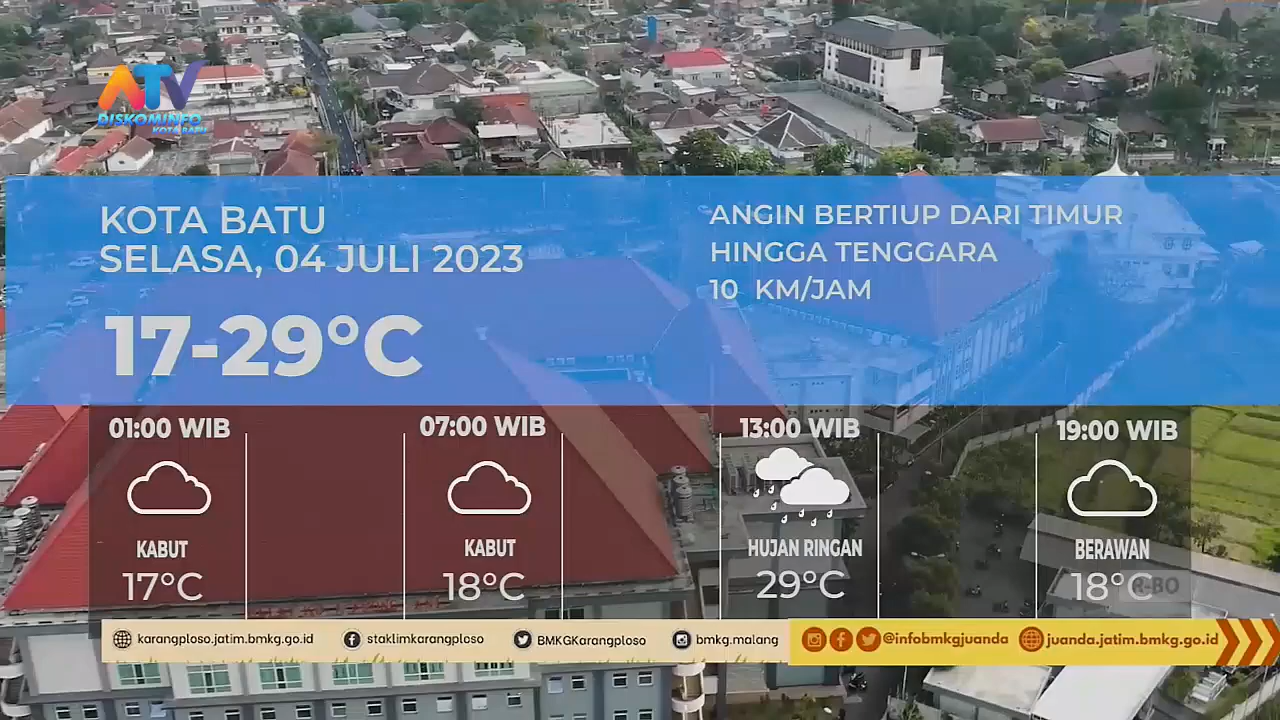 ATV
DISKOMINFO
KOTA BATU
KOTA BATU
SELASA, 04 JULI 2023
17-29°C
ANGIN BERTIUP DARI TIMUR
HINGGA TENGGARA
10 KM/JAM
01:00 WIB
KABUT
17°C
07:00 WIB
KABUT
18°C
13:00 WIB
HUJAN RINGAN
29°C
19:00 WIB
BERAWAN
18°C
karangploso.jatim.bmkg.go.id
staklimkarangploso
BMKGKarangploso
bmkg.malang
@infobmkgjuanda
juanda.jatim.bmkg.go.id